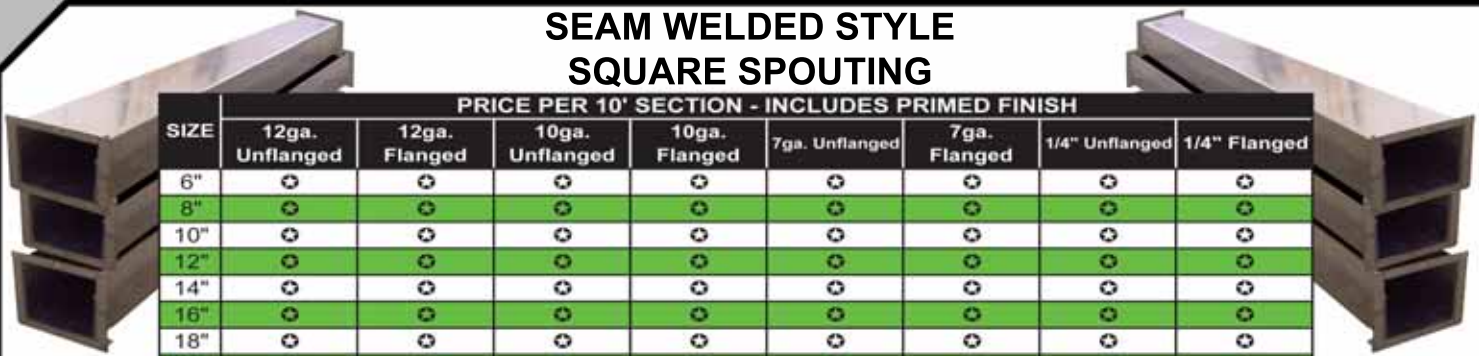 SEAM WELDED STYLE
SQUARE SPOUTING
PRICE PER 10' SECTION - INCLUDES PRIMED FINISH
SIZE 12ga. Unflanged 12ga. Flanged 10ga. Unflanged 10ga. Flanged 7ga. Unflanged 7ga. Flanged 1/4" Unflanged 1/4" Flanged
6" ✪ ✪ ✪ ✪ ✪ ✪ ✪ ✪
8" ✪ ✪ ✪ ✪ ✪ ✪ ✪ ✪
10" ✪ ✪ ✪ ✪ ✪ ✪ ✪ ✪
12" ✪ ✪ ✪ ✪ ✪ ✪ ✪ ✪
14" ✪ ✪ ✪ ✪ ✪ ✪ ✪ ✪
16" ✪ ✪ ✪ ✪ ✪ ✪ ✪ ✪
18" ✪ ✪ ✪ ✪ ✪ ✪ ✪ ✪